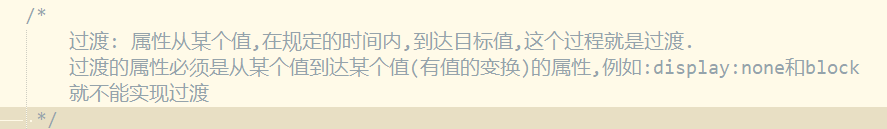 /*
过渡: 属性从某个值,在规定的时间内,到达目标值,这个过程就是过渡.
过渡的属性必须是从某个值到达某个值(有值的变换)的属性,例如:display:none和block
就不能实现过渡
*/